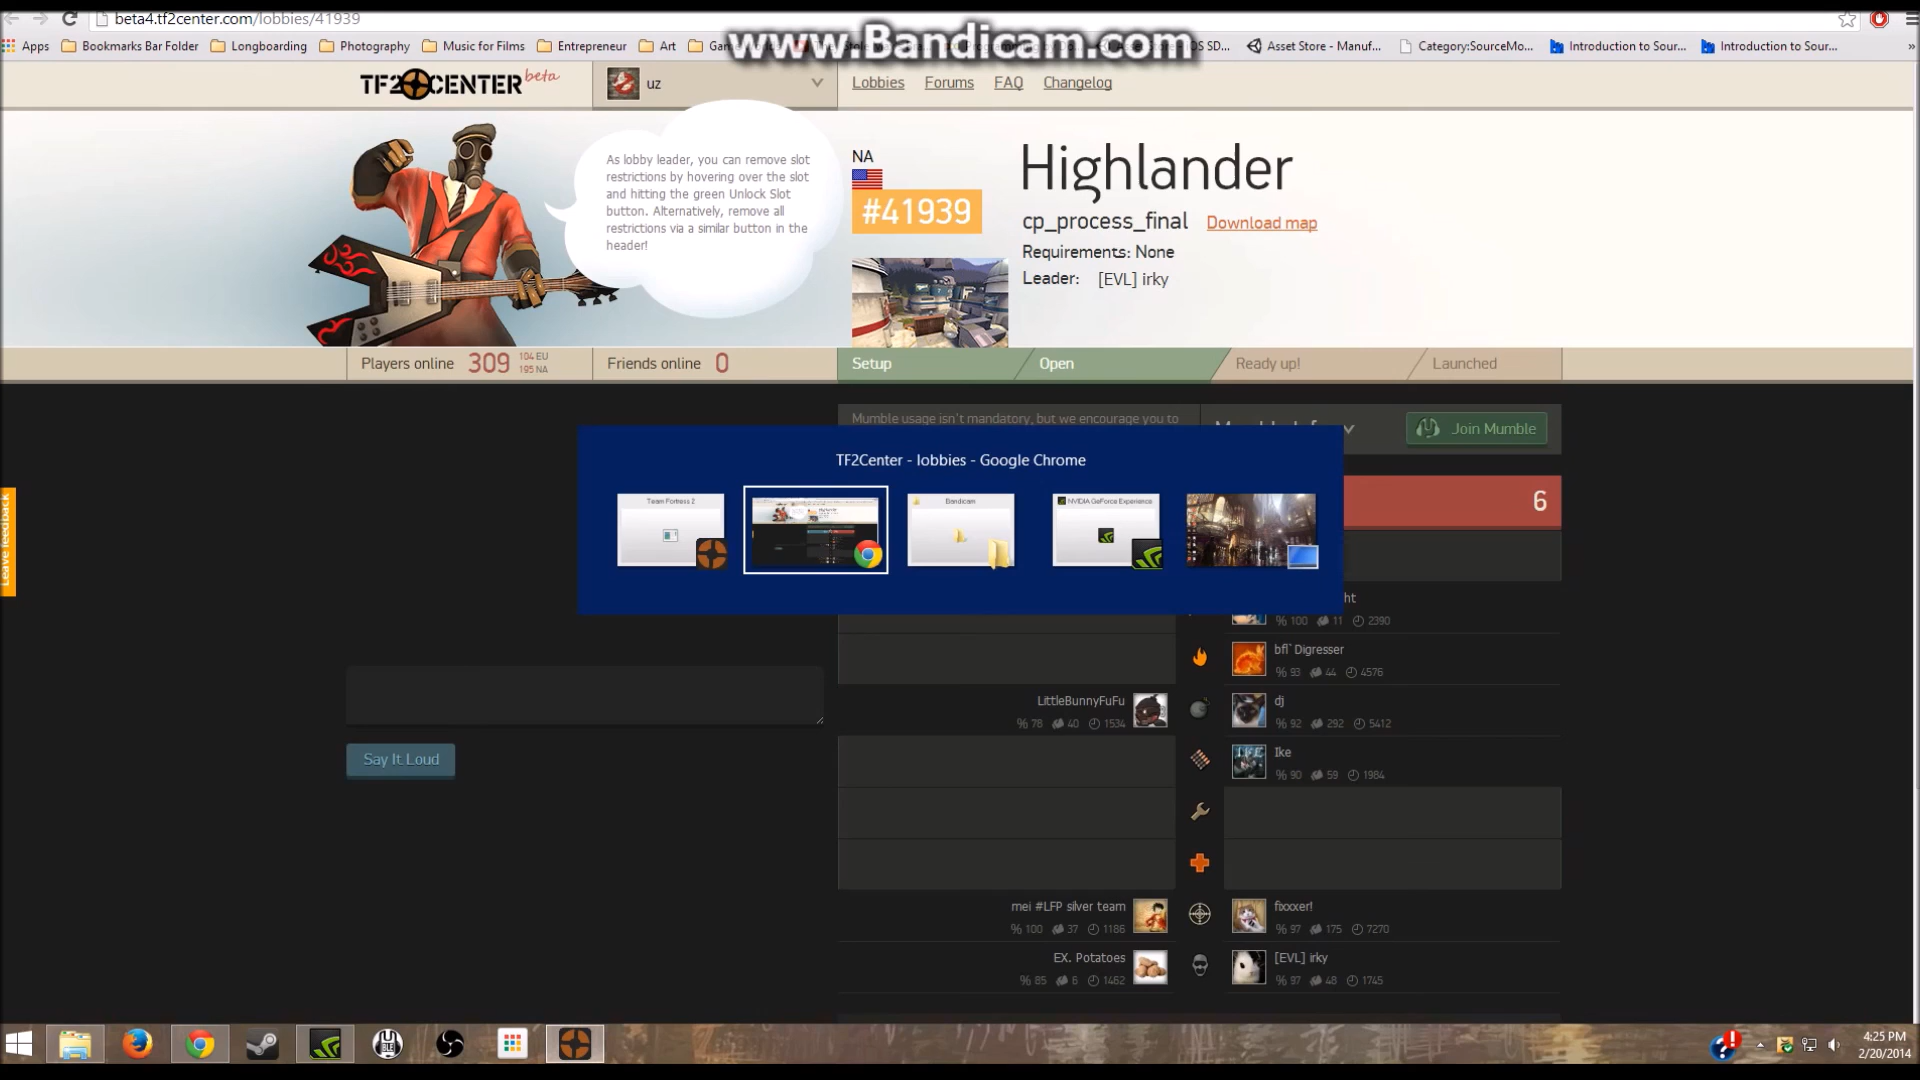 beta4.tf2center.com/lobbies/41939
www.Bandicam.com
Apps Bookmarks Bar Folder Longboarding Photography Music for Films Entrepreneur Art Asset Store - Manuf... Category:SourceMo... Introduction to Sour... Introduction to Sour... »
TF2CENTER beta
uz
Lobbies Forums FAQ Changelog
As lobby leader, you can remove slot
restrictions by hovering over the slot
and hitting the green Unlock Slot
button. Alternatively, remove all
restrictions via a similar button in the
header!
NA
#41939
Highlander
cp_process_final Download map
Requirements: None
Leader: [EVL] irky
Players online 309 104 EU
195 NA
Friends online 0
Setup Open Ready up! Launched
Mumble usage isn't mandatory, but we encourage you to
Join Mumble
TF2Center - lobbies - Google Chrome
Team Fortress 2
Bandicam
NVIDIA GeForce Experience
6
Leave feedback
ht
% 100 11 2390
bfl`Digresser
% 93 44 4576
LittleBunnyFuFu
% 78 40 1534
dj
% 92 292 5412
Ike
% 90 59 1984
Say It Loud
mei #LFP silver team
% 100 37 1186
fixxxer!
% 97 175 7270
EX. Potatoes
% 85 6 1462
[EVL] irky
% 97 48 1745
4:25 PM
2/20/2014